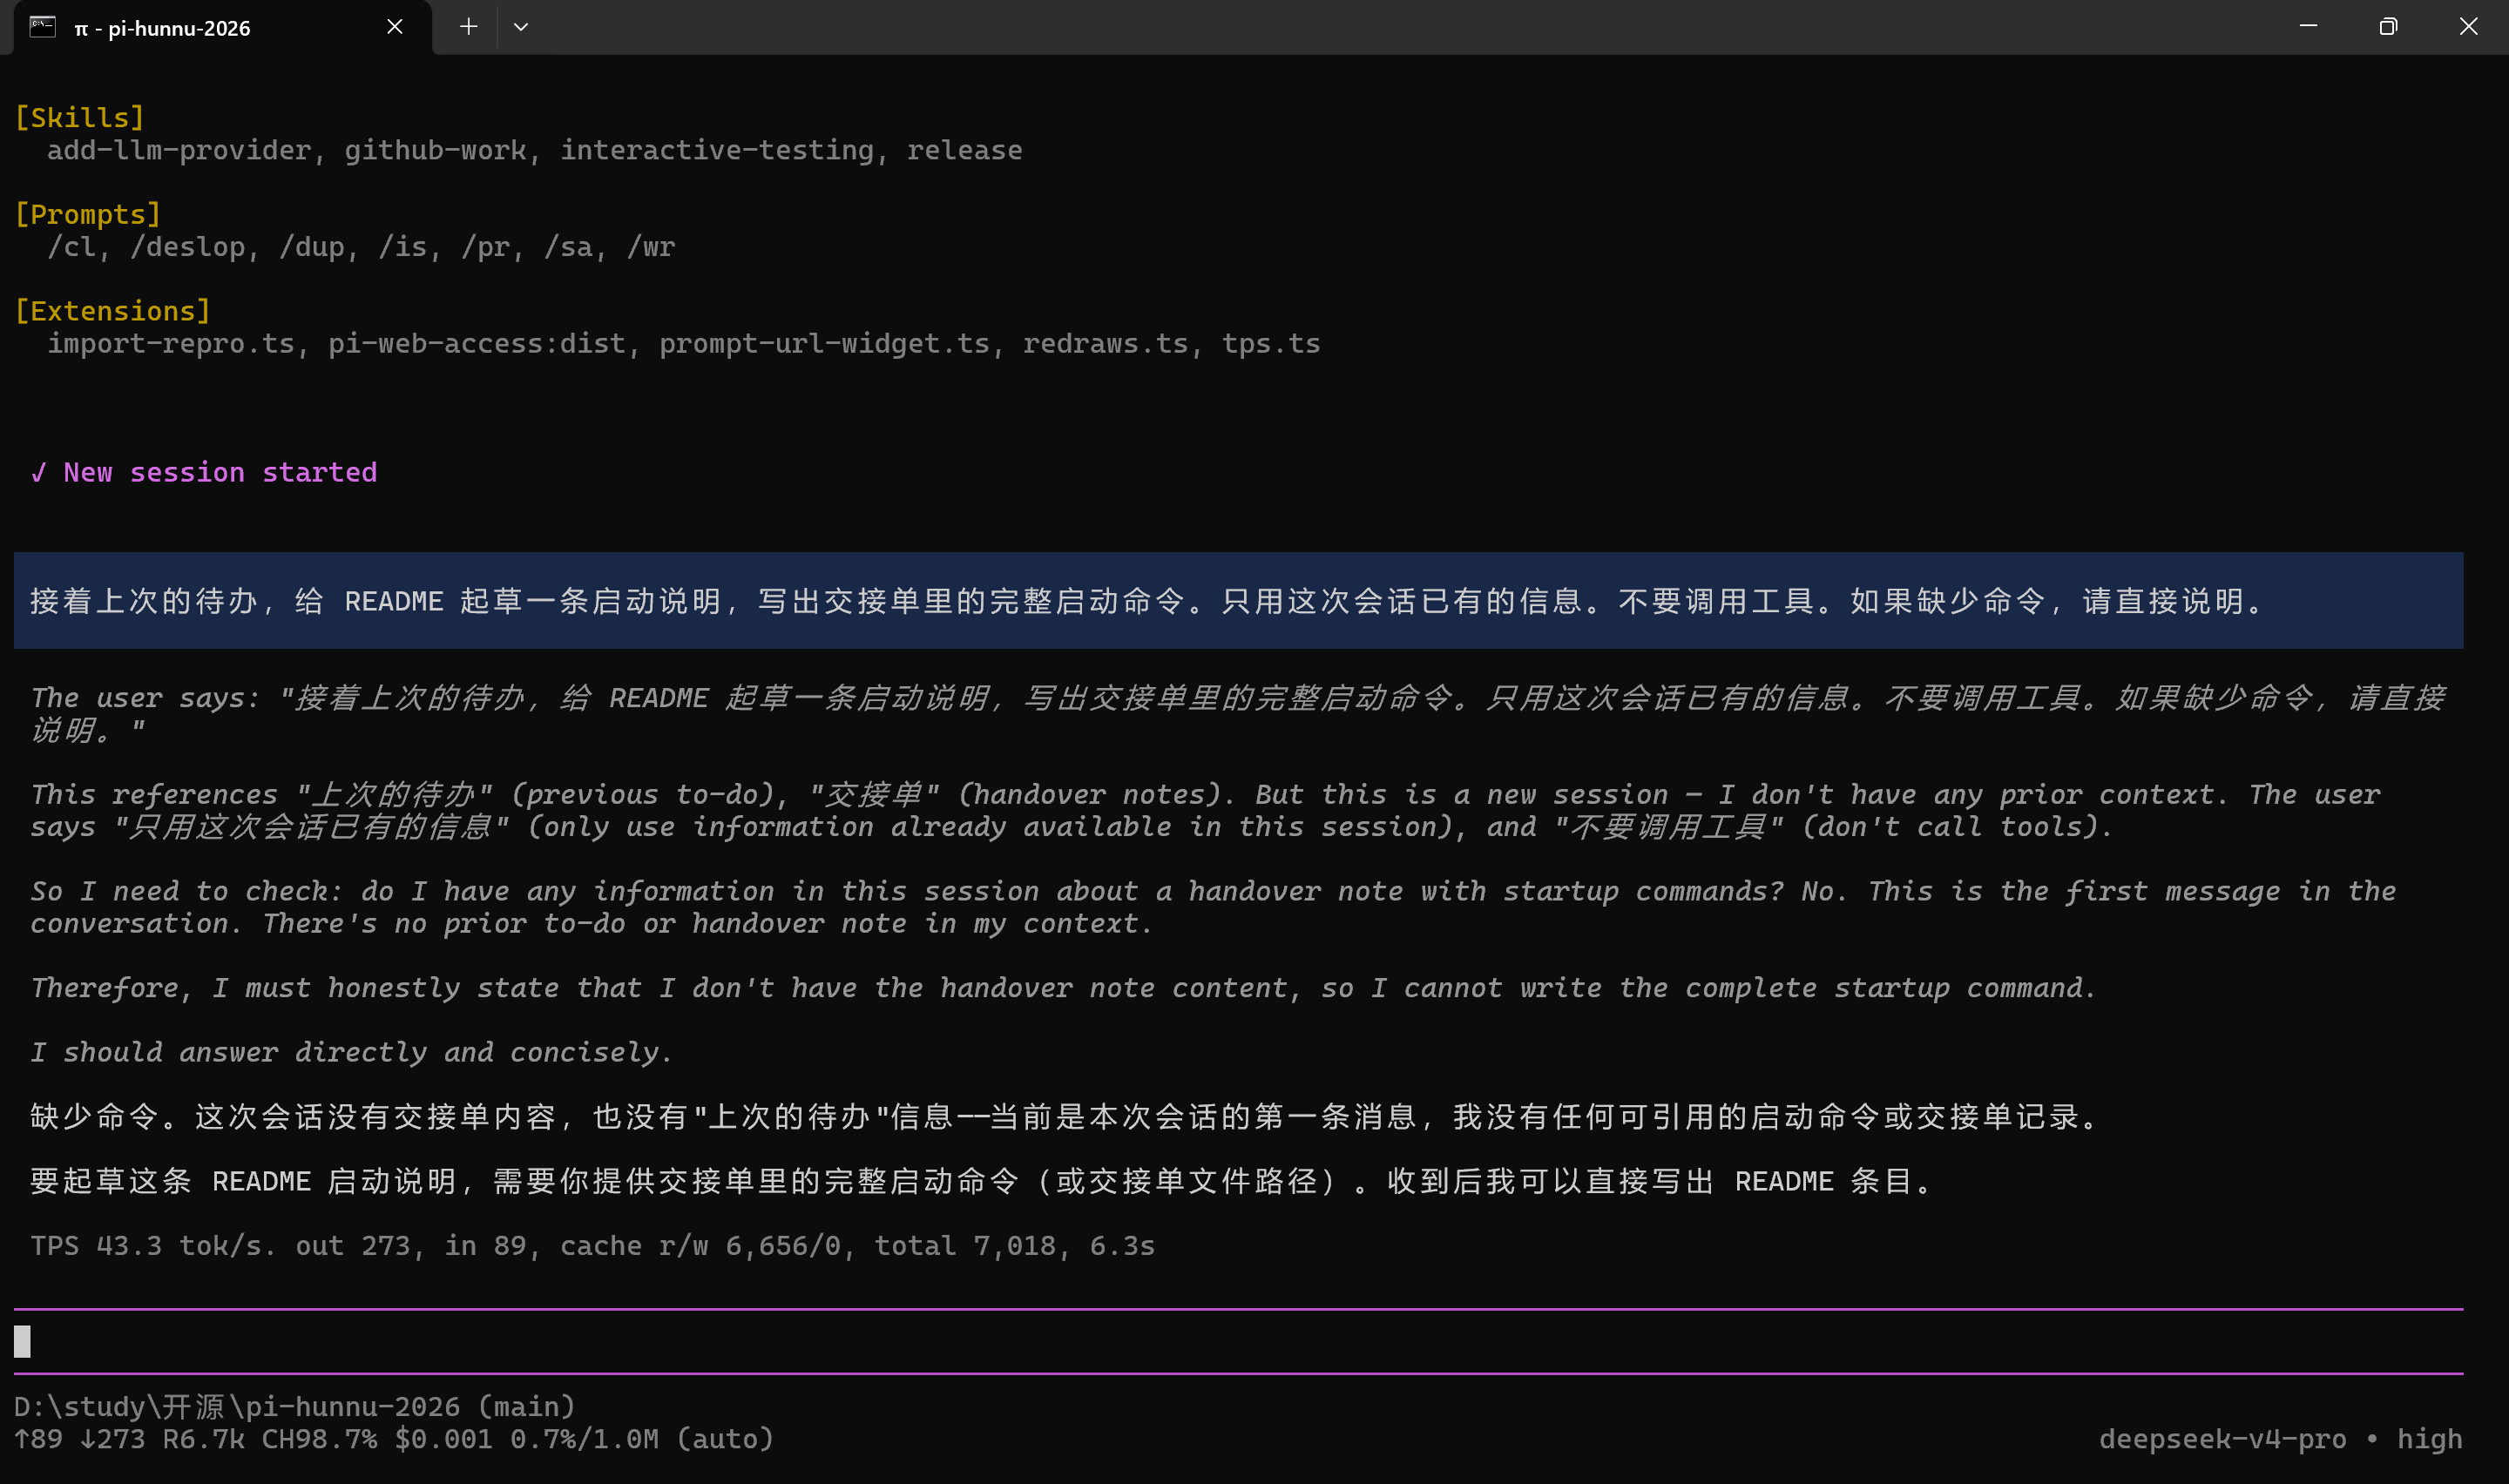 π - pi-hunnu-2026
[Skills]
add-llm-provider, github-work, interactive-testing, release
[Prompts]
/cl, /deslop, /dup, /is, /pr, /sa, /wr
[Extensions]
import-repro.ts, pi-web-access:dist, prompt-url-widget.ts, redraws.ts, tps.ts
✓ New session started
接着上次的待办，给 README 起草一条启动说明，写出交接单里的完整启动命令。只用这次会话已有的信息。不要调用工具。如果缺少命令，请直接说明。
The user says: "接着上次的待办，给 README 起草一条启动说明，写出交接单里的完整启动命令。只用这次会话已有的信息。不要调用工具。如果缺少命令，请直接
说明。"
This references "上次的待办" (previous to-do), "交接单" (handover notes). But this is a new session — I don't have any prior context. The user
says "只用这次会话已有的信息" (only use information already available in this session), and "不要调用工具" (don't call tools).
So I need to check: do I have any information in this session about a handover note with startup commands? No. This is the first message in the
conversation. There's no prior to-do or handover note in my context.
Therefore, I must honestly state that I don't have the handover note content, so I cannot write the complete startup command.
I should answer directly and concisely.
缺少命令。这次会话没有交接单内容，也没有"上次的待办"信息——当前是本次会话的第一条消息，我没有任何可引用的启动命令或交接单记录。
要起草这条 README 启动说明，需要你提供交接单里的完整启动命令（或交接单文件路径）。收到后我可以直接写出 README 条目。
TPS 43.3 tok/s. out 273, in 89, cache r/w 6,656/0, total 7,018, 6.3s
D:\study\开源\pi-hunnu-2026 (main)
↑89 ↓273 R6.7k CH98.7% $0.001 0.7%/1.0M (auto) deepseek-v4-pro • high